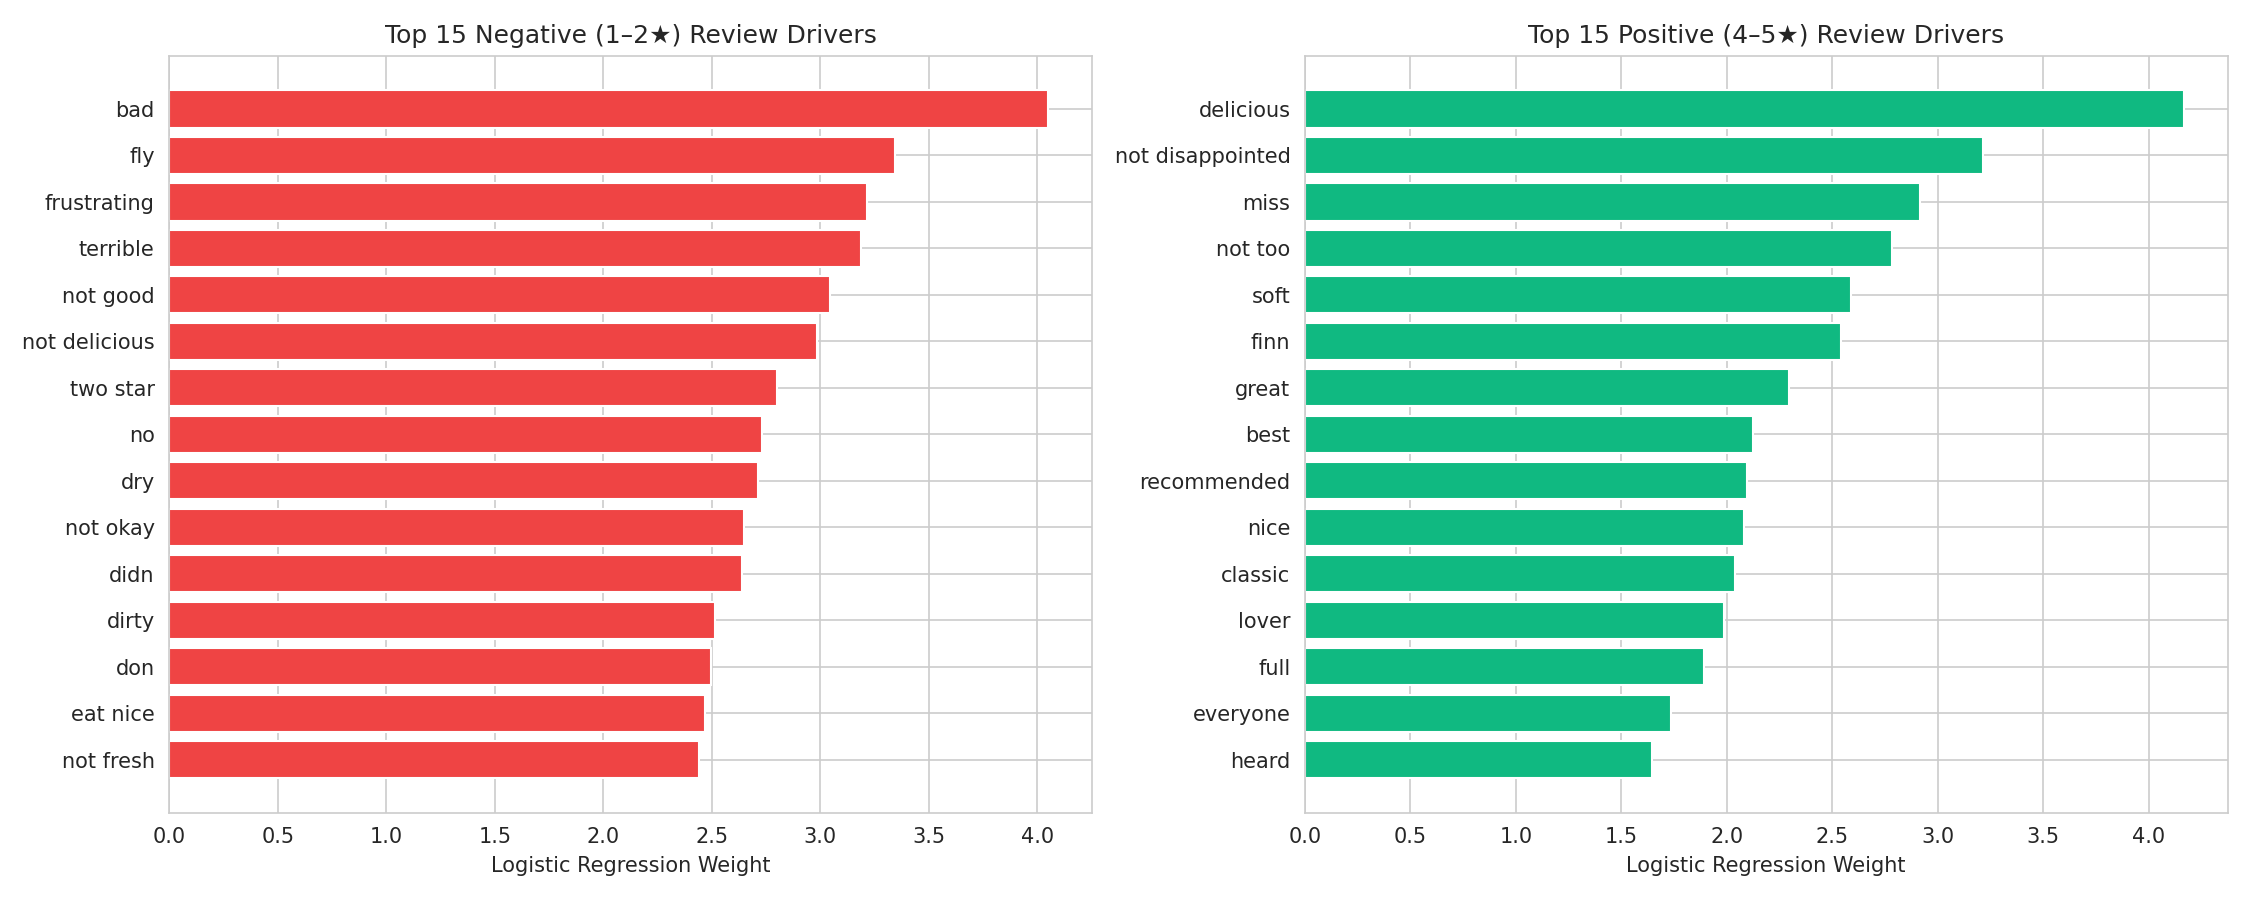 Top 15 Negative (1–2★) Review Drivers
bad
fly
frustrating
terrible
not good
not delicious
two star
no
dry
not okay
didn
dirty
don
eat nice
not fresh
0.0 0.5 1.0 1.5 2.0 2.5 3.0 3.5 4.0
Logistic Regression Weight
Top 15 Positive (4–5★) Review Drivers
delicious
not disappointed
miss
not too
soft
finn
great
best
recommended
nice
classic
lover
full
everyone
heard
0.0 0.5 1.0 1.5 2.0 2.5 3.0 3.5 4.0
Logistic Regression Weight